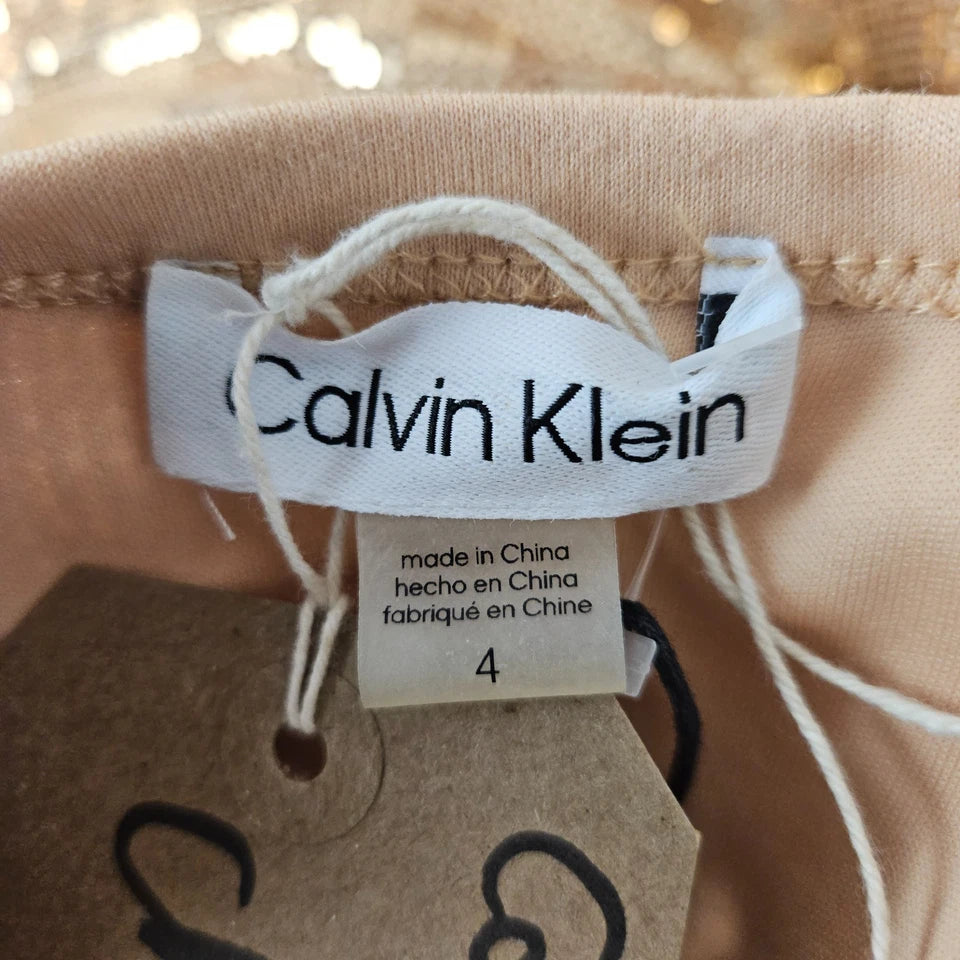 Calvin Klein
made in China
hecho en China
fabriqué en Chine
4